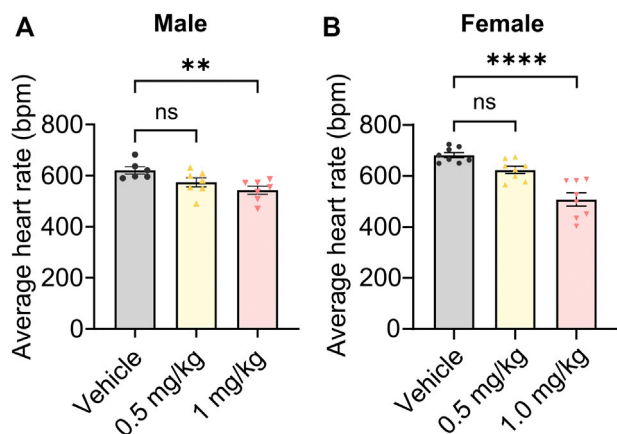 A
Male
**
ns
Average heart rate (bpm)
800
600
400
200
0
Vehicle
0.5 mg/kg
1 mg/kg
B
Female
****
ns
Average heart rate (bpm)
800
600
400
200
0
Vehicle
0.5 mg/kg
1.0 mg/kg